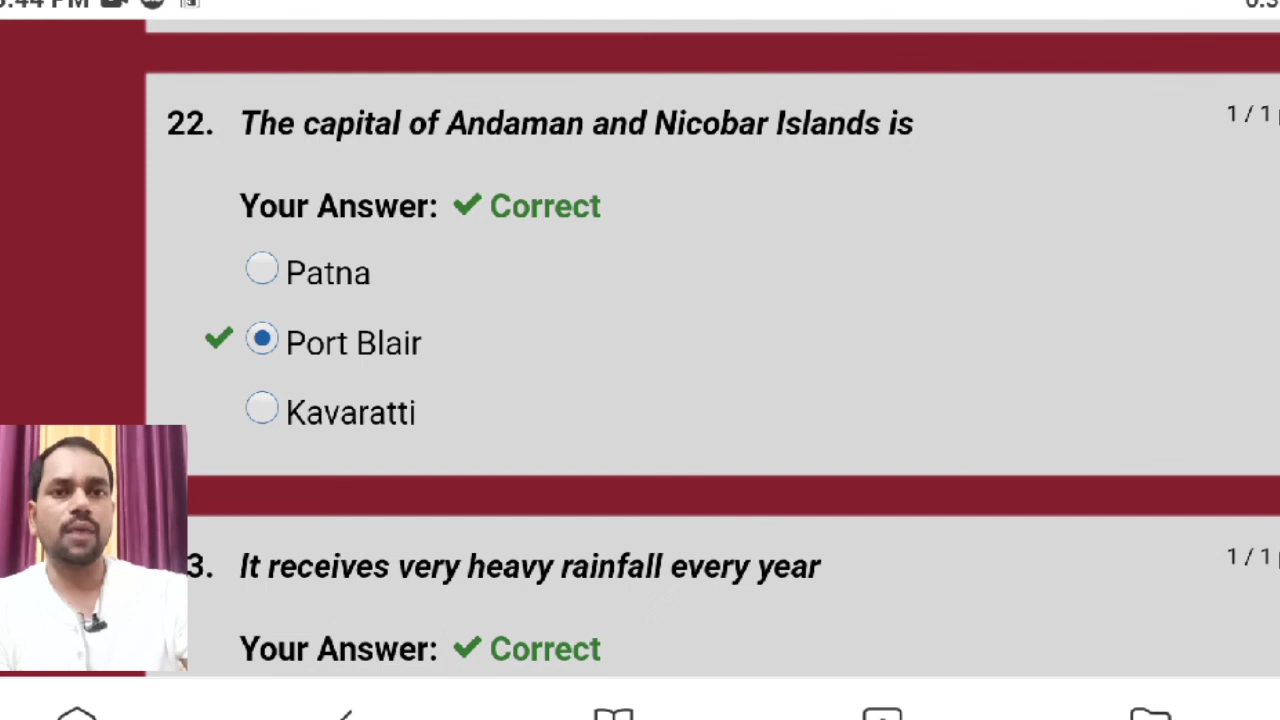 22. The capital of Andaman and Nicobar Islands is
1 / 1
Your Answer: ✔ Correct
Patna
✔ Port Blair
Kavaratti
3. It receives very heavy rainfall every year
1 / 1
Your Answer: ✔ Correct